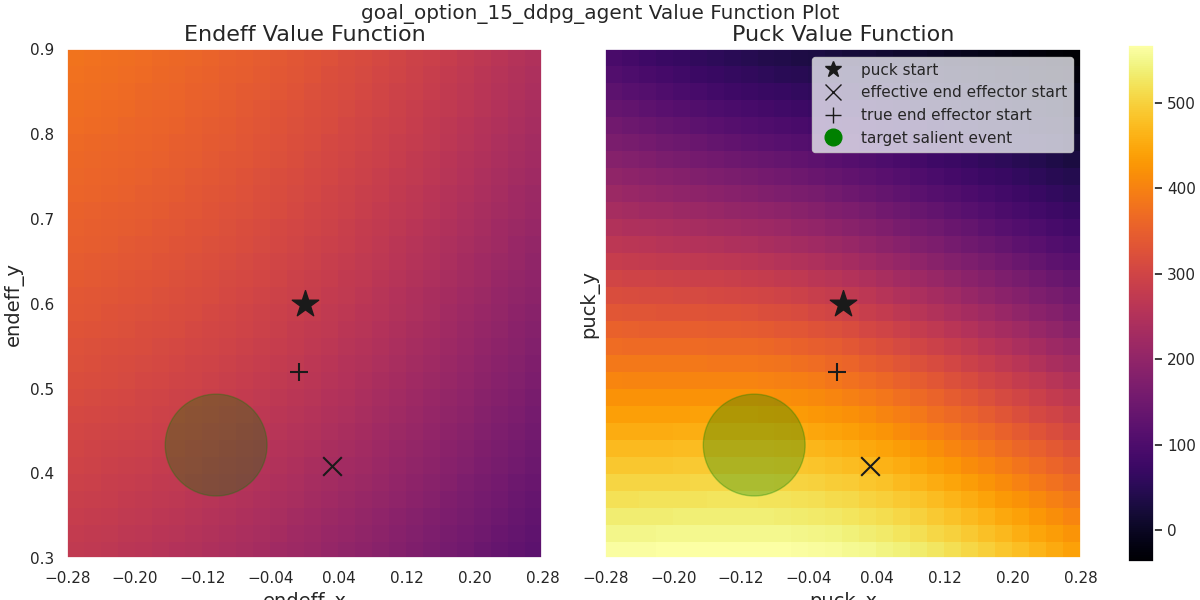 goal_option_15_ddpg_agent Value Function Plot
Endeff Value Function
Puck Value Function
puck start
effective end effector start
true end effector start
target salient event
endeff_y
0.9
0.8
0.7
0.6
0.5
0.4
0.3
−0.28 −0.20 −0.12 −0.04 0.04 0.12 0.20 0.28
endeff_x
puck_y
−0.28 −0.20 −0.12 −0.04 0.04 0.12 0.20 0.28
puck_x
500
400
300
200
100
0